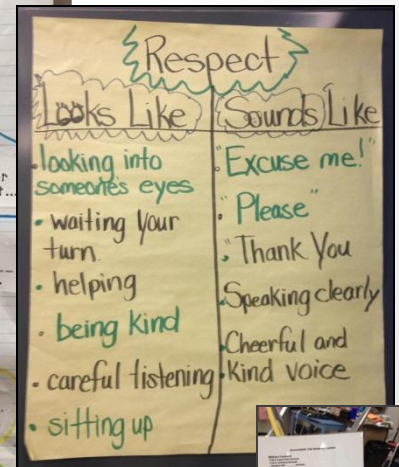 Respect
Looks Like
• looking into
someone's eyes
• waiting your
turn.
• helping
• being kind
• careful listening
• sitting up
Sounds Like
• "Excuse me!"
• "Please"
• "Thank You
• Speaking clearly
• Cheerful and
• Kind voice